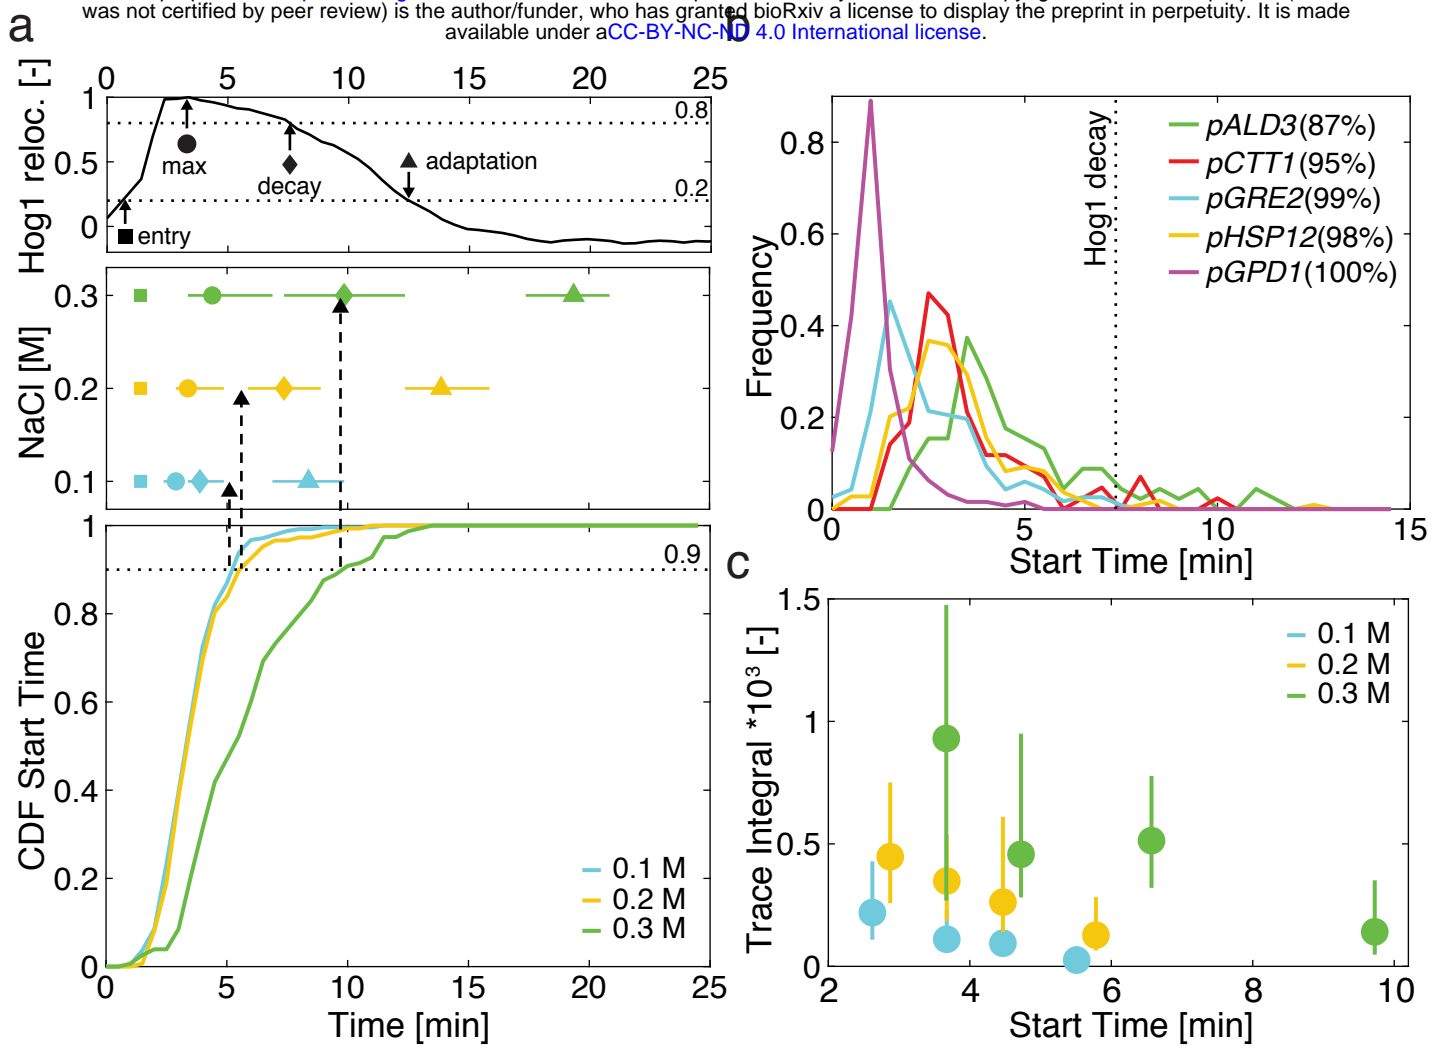 was not certified by peer review) is the author/funder, who has granted bioRxiv a license to display the preprint in perpetuity. It is made
available under aCC-BY-NC-ND 4.0 International license.
a
0 5 10 15 20 25
Hog1 reloc. [-]
1
0.5
0
0.8
0.2
max
decay
adaptation
entry
NaCl [M]
0.3
0.2
0.1
CDF Start Time
1
0.8
0.6
0.4
0.2
0
0.9
0.1 M
0.2 M
0.3 M
0 5 10 15 20 25
Time [min]
b
Frequency
0.8
0.6
0.4
0.2
0
Hog1 decay
pALD3(87%)
pCTT1(95%)
pGRE2(99%)
pHSP12(98%)
pGPD1(100%)
0 5 10 15
Start Time [min]
c
Trace Integral *10³ [-]
1.5
1
0.5
0
0.1 M
0.2 M
0.3 M
2 4 6 8 10
Start Time [min]